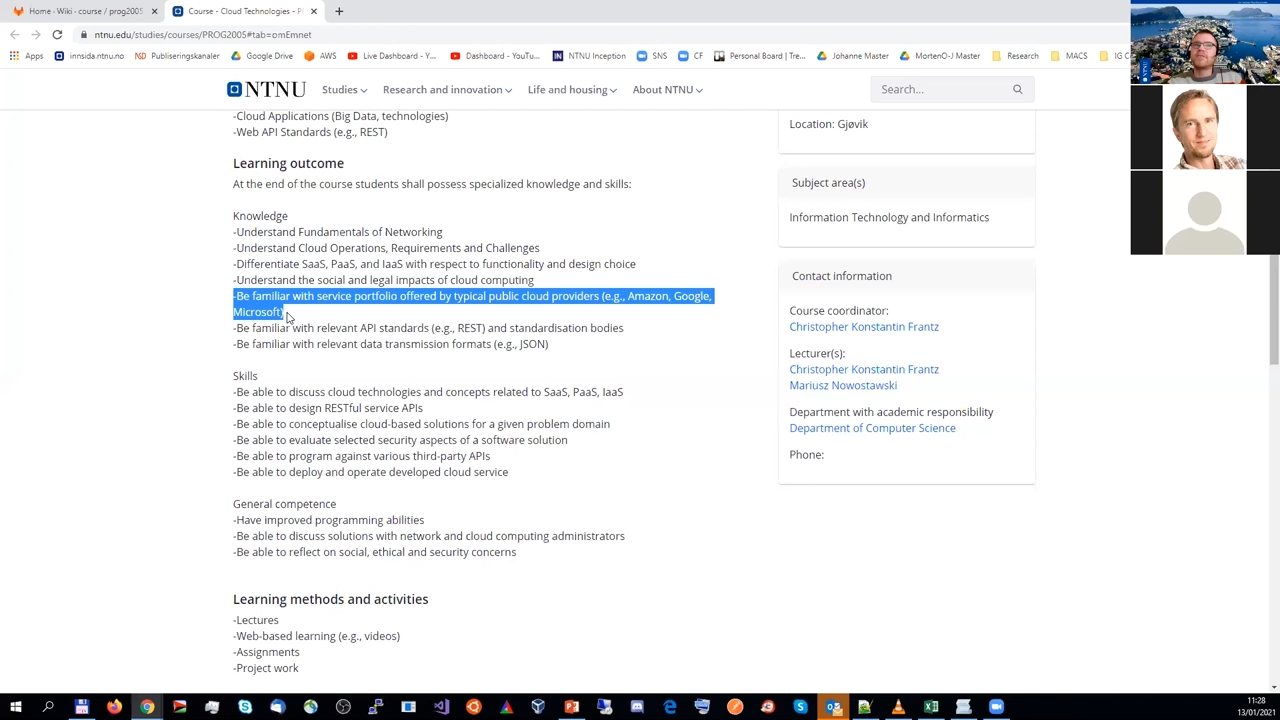 Home · Wiki · course / prog2005
Course - Cloud Technologies - P
ntnu.edu/studies/courses/PROG2005#tab=omEmnet
Apps
innsida.ntnu.no
Publiseringskanaler
Google Drive
AWS
Live Dashboard - You...
Dashboard - YouTu...
NTNU Inception
SNS
CF
Personal Board | Tre...
Johanne Master
MortenO-J Master
Research
MACS
IG C
NTNU
Studies
Research and innovation
Life and housing
About NTNU
Search...
-Cloud Applications (Big Data, technologies)
-Web API Standards (e.g., REST)
Learning outcome
At the end of the course students shall possess specialized knowledge and skills:
Knowledge
-Understand Fundamentals of Networking
-Understand Cloud Operations, Requirements and Challenges
-Differentiate SaaS, PaaS, and IaaS with respect to functionality and design choice
-Understand the social and legal impacts of cloud computing
-Be familiar with service portfolio offered by typical public cloud providers (e.g., Amazon, Google,
Microsoft)
-Be familiar with relevant API standards (e.g., REST) and standardisation bodies
-Be familiar with relevant data transmission formats (e.g., JSON)
Skills
-Be able to discuss cloud technologies and concepts related to SaaS, PaaS, IaaS
-Be able to design RESTful service APIs
-Be able to conceptualise cloud-based solutions for a given problem domain
-Be able to evaluate selected security aspects of a software solution
-Be able to program against various third-party APIs
-Be able to deploy and operate developed cloud service
General competence
-Have improved programming abilities
-Be able to discuss solutions with network and cloud computing administrators
-Be able to reflect on social, ethical and security concerns
Learning methods and activities
-Lectures
-Web-based learning (e.g., videos)
-Assignments
-Project work
Location: Gjøvik
Subject area(s)
Information Technology and Informatics
Contact information
Course coordinator:
Christopher Konstantin Frantz
Lecturer(s):
Christopher Konstantin Frantz
Mariusz Nowostawski
Department with academic responsibility
Department of Computer Science
Phone:
NTNU
11:28
13/01/2021